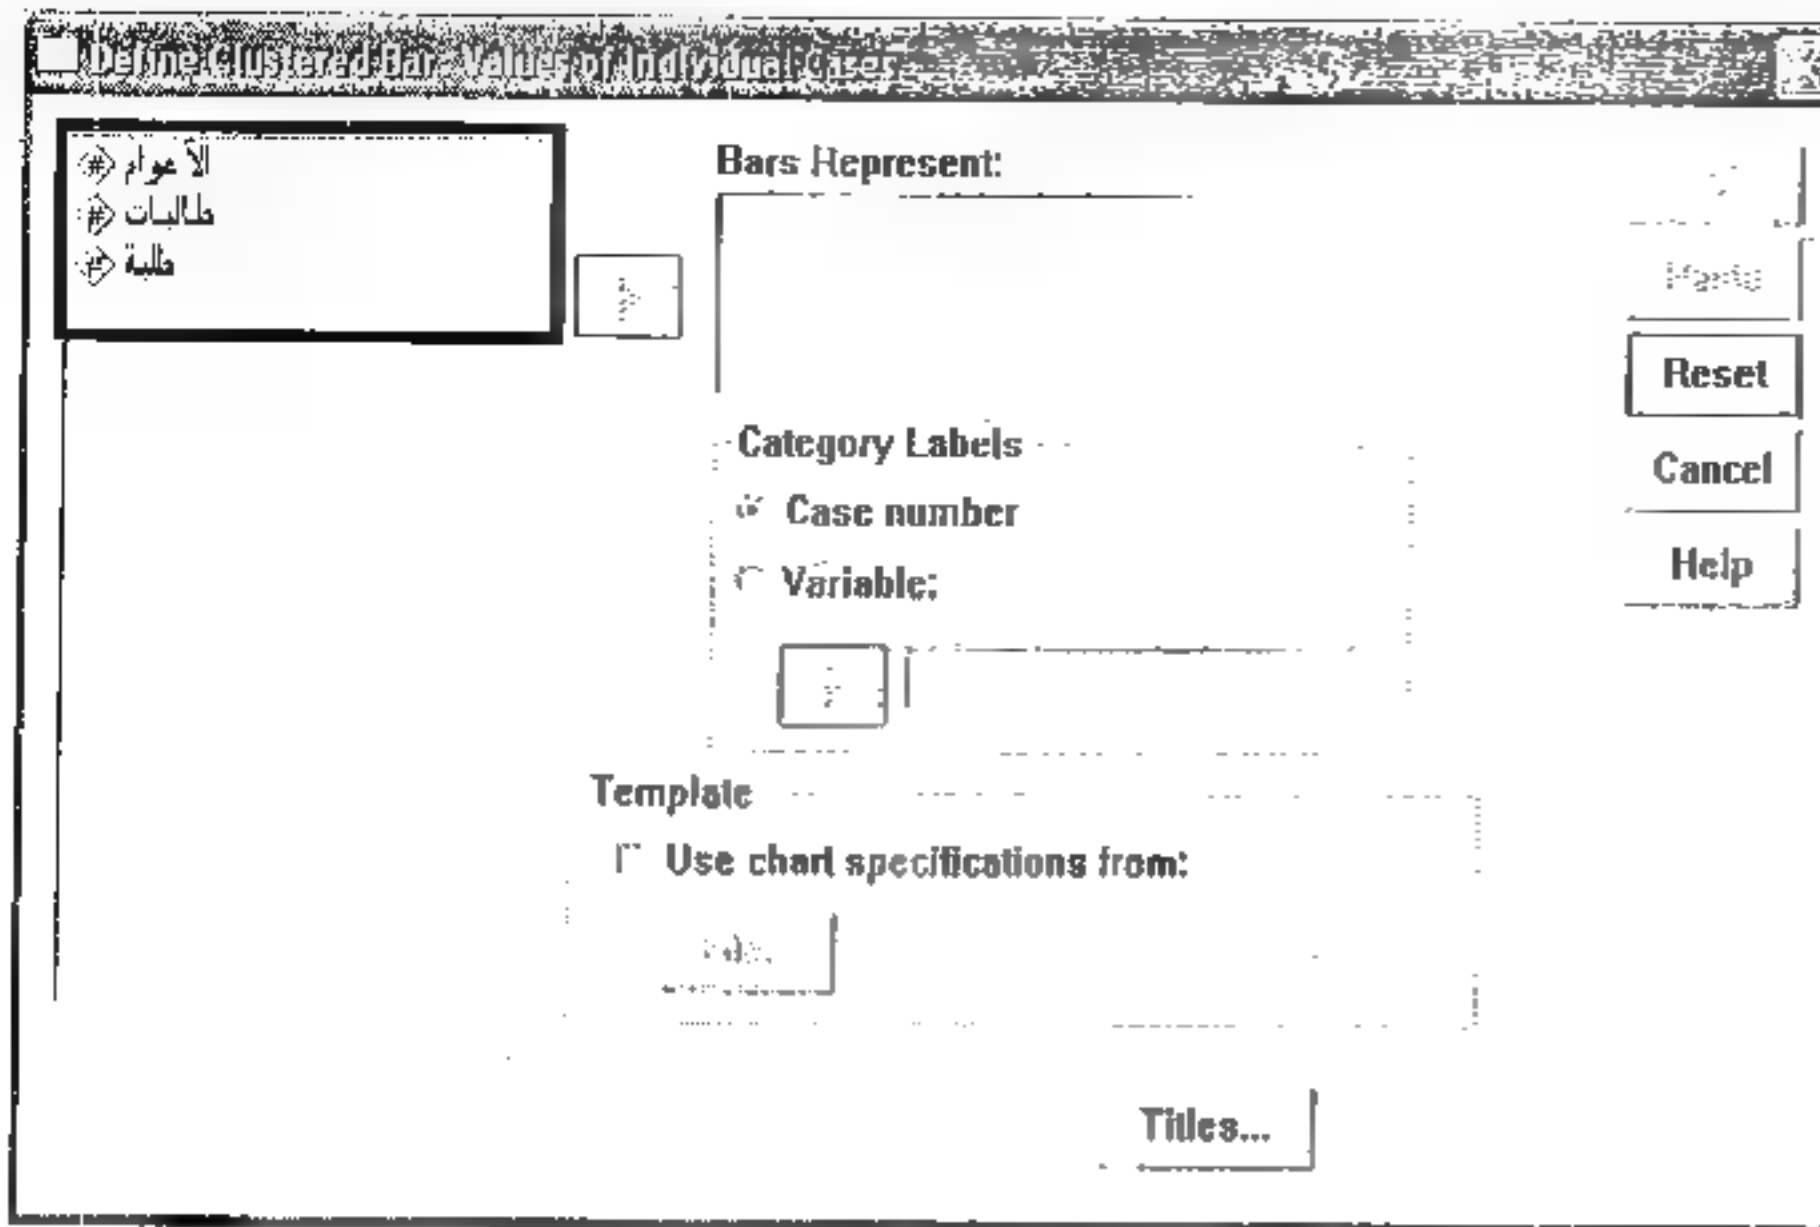 Define Clustered Bar: Values of Individual Cases
الأعوام
طالبات
طلبة
Bars Represent:
Category Labels
Case number
Variable:
Template
Use chart specifications from:
Titles...
Reset
Cancel
Help